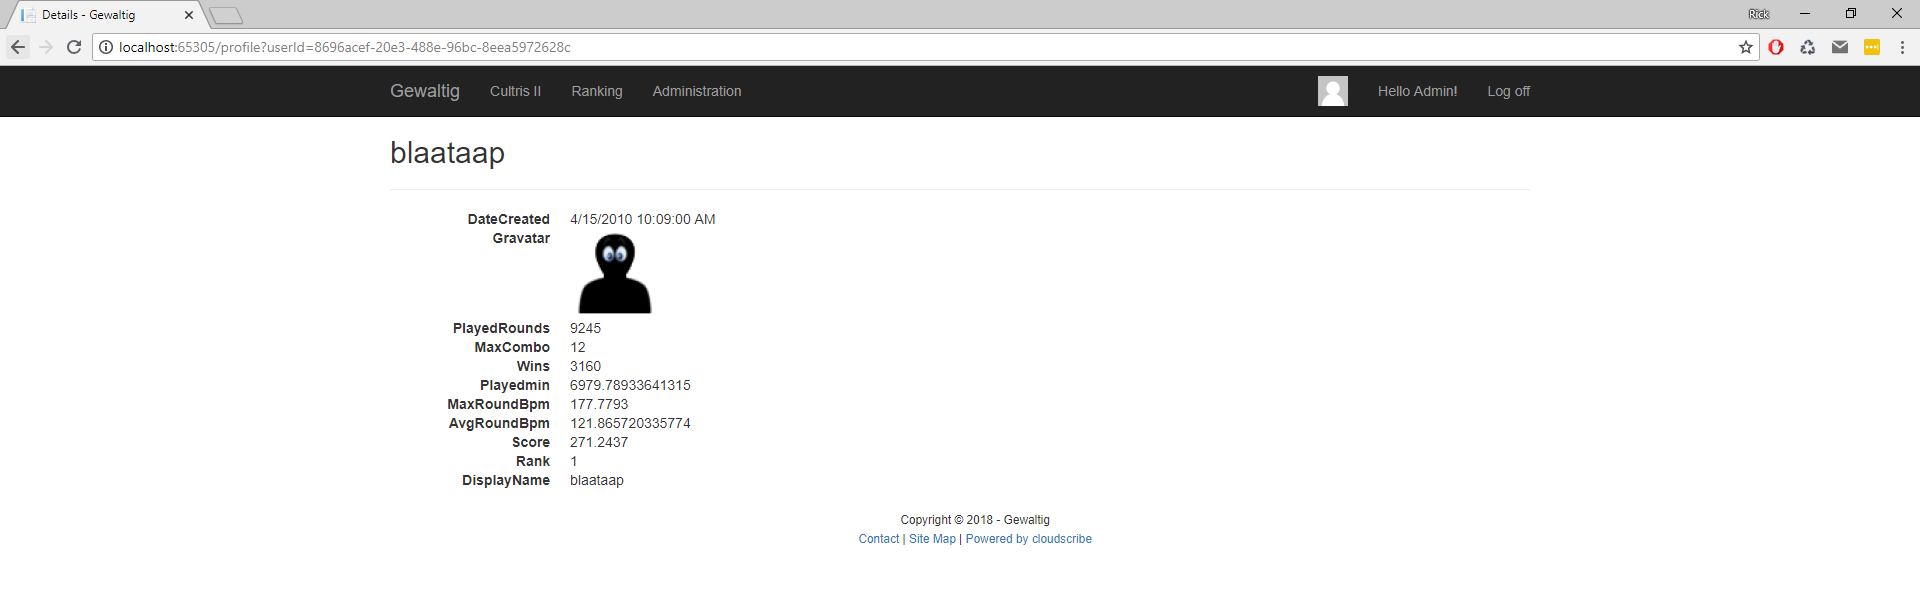 Details - Gewaltig
Rick
localhost:65305/profile?userId=8696acef-20e3-488e-96bc-8eea5972628c
Gewaltig Cultris II Ranking Administration Hello Admin! Log off
blaataap
DateCreated 4/15/2010 10:09:00 AM
Gravatar
PlayedRounds 9245
MaxCombo 12
Wins 3160
Playedmin 6979.78933641315
MaxRoundBpm 177.7793
AvgRoundBpm 121.865720335774
Score 271.2437
Rank 1
DisplayName blaataap
Copyright © 2018 - Gewaltig
Contact | Site Map | Powered by cloudscribe